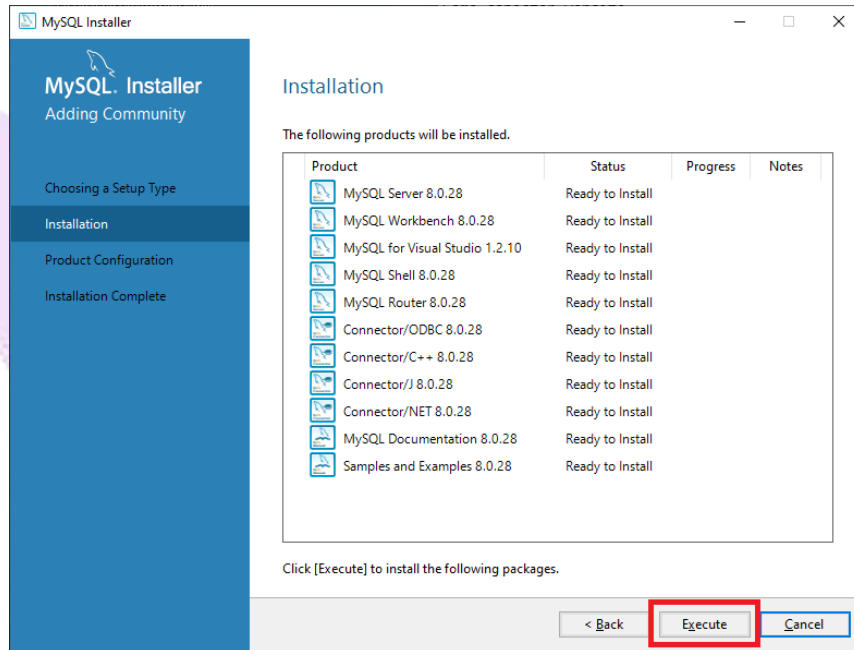 MySQL Installer
MySQL. Installer
Adding Community
Choosing a Setup Type
Installation
Product Configuration
Installation Complete
Installation
The following products will be installed.
Product Status Progress Notes
MySQL Server 8.0.28 Ready to Install
MySQL Workbench 8.0.28 Ready to Install
MySQL for Visual Studio 1.2.10 Ready to Install
MySQL Shell 8.0.28 Ready to Install
MySQL Router 8.0.28 Ready to Install
Connector/ODBC 8.0.28 Ready to Install
Connector/C++ 8.0.28 Ready to Install
Connector/J 8.0.28 Ready to Install
Connector/NET 8.0.28 Ready to Install
MySQL Documentation 8.0.28 Ready to Install
Samples and Examples 8.0.28 Ready to Install
Click [Execute] to install the following packages.
< Back Execute Cancel